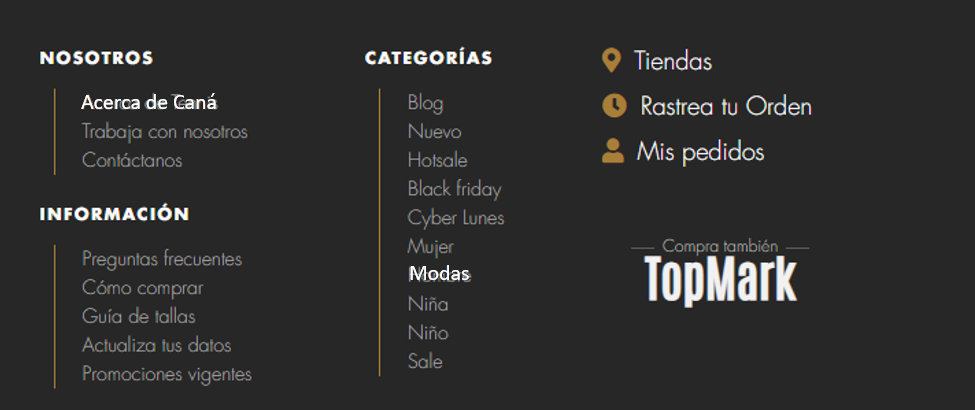 NOSOTROS
Acerca de Caná
Trabaja con nosotros
Contáctanos
INFORMACIÓN
Preguntas frecuentes
Cómo comprar
Guía de tallas
Actualiza tus datos
Promociones vigentes
CATEGORÍAS
Blog
Nuevo
Hotsale
Black friday
Cyber Lunes
Mujer
Modas
Niña
Niño
Sale
Tiendas
Rastrea tu Orden
Mis pedidos
Compra también
TopMark